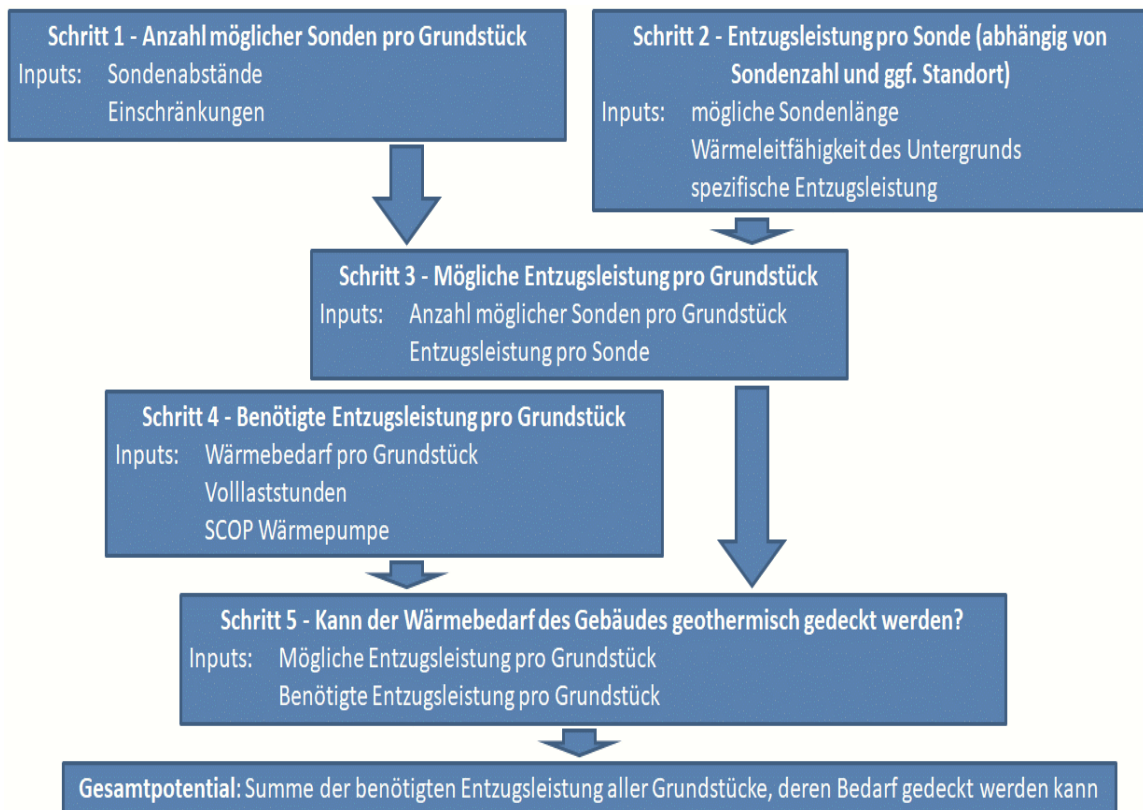 Schritt 1 - Anzahl möglicher Sonden pro Grundstück
Inputs: Sondenabstände
Einschränkungen
Schritt 2 - Entzugsleistung pro Sonde (abhängig von
Sondenzahl und ggf. Standort)
Inputs: mögliche Sondenlänge
Wärmeleitfähigkeit des Untergrunds
spezifische Entzugsleistung
Schritt 3 - Mögliche Entzugsleistung pro Grundstück
Inputs: Anzahl möglicher Sonden pro Grundstück
Entzugsleistung pro Sonde
Schritt 4 - Benötigte Entzugsleistung pro Grundstück
Inputs: Wärmebedarf pro Grundstück
Volllaststunden
SCOP Wärmepumpe
Schritt 5 - Kann der Wärmebedarf des Gebäudes geothermisch gedeckt werden?
Inputs: Mögliche Entzugsleistung pro Grundstück
Benötigte Entzugsleistung pro Grundstück
Gesamtpotential: Summe der benötigten Entzugsleistung aller Grundstücke, deren Bedarf gedeckt werden kann